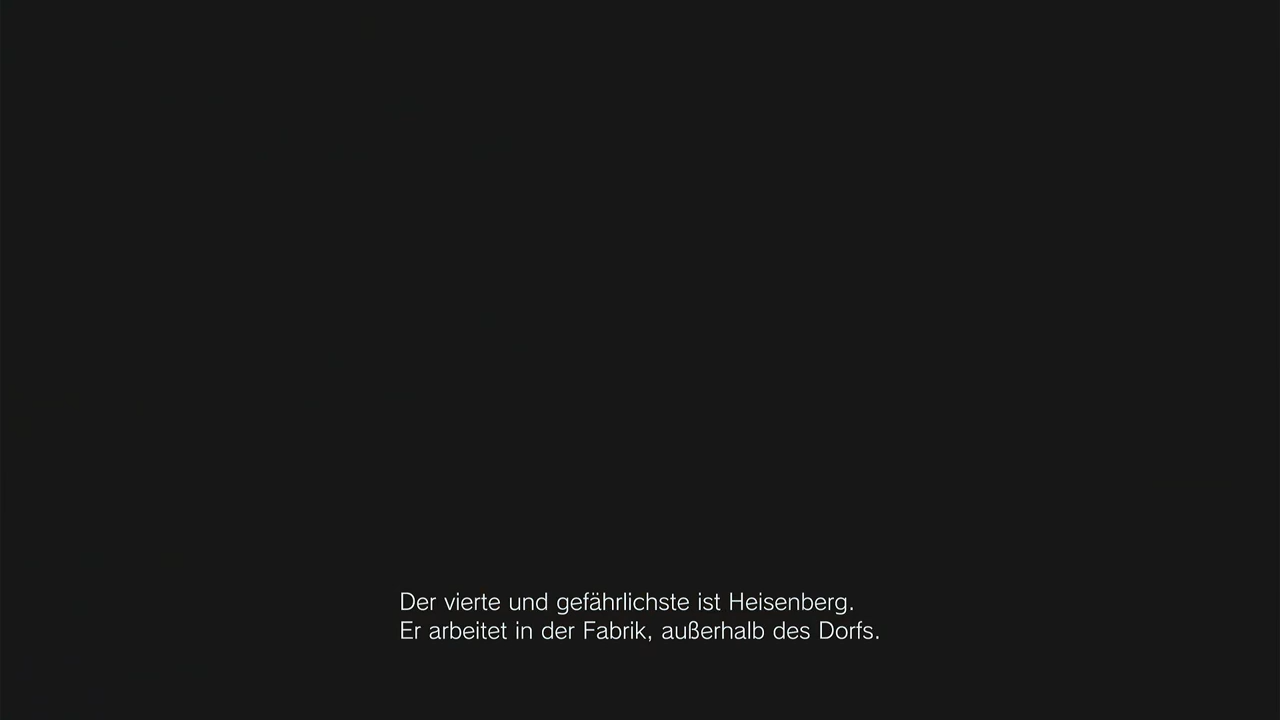 Der vierte und gefährlichste ist Heisenberg.
Er arbeitet in der Fabrik, außerhalb des Dorfs.